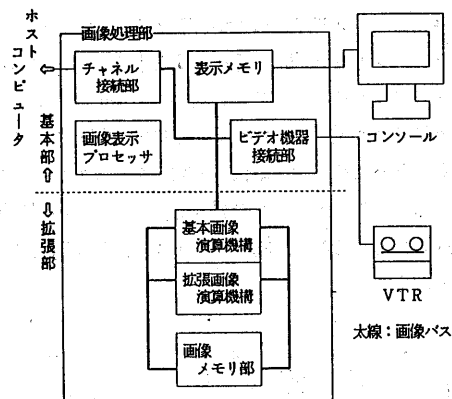 ホスト
コンピュータ
画像処理部
チャネル
接続部
表示メモリ
コンソール
画像表示
プロセッサ
ビデオ機器
接続部
基本部⇧
⇩拡張部
基本画像
演算機構
拡張画像
演算機構
画像
メモリ部
VTR
太線:画像バス